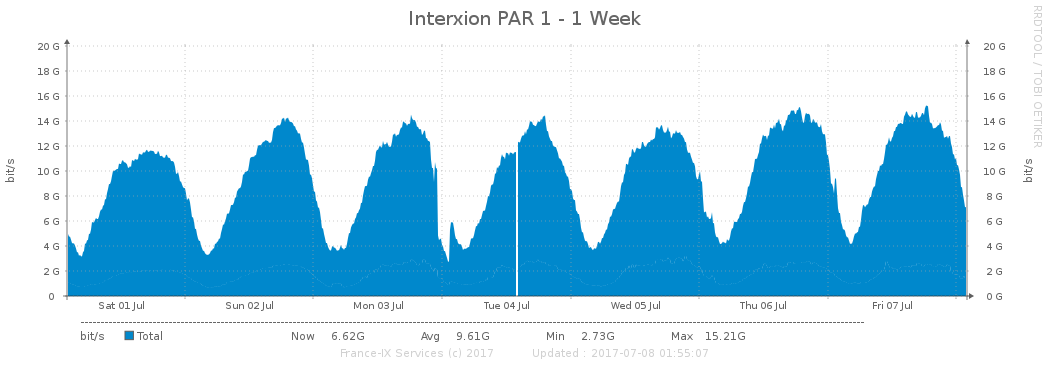 Interxion PAR 1 - 1 Week
RRDTOOL / TOBI OETIKER
20 G 20 G
18 G 18 G
16 G 16 G
14 G 14 G
12 G 12 G
10 G 10 G
8 G 8 G
6 G 6 G
4 G 4 G
2 G 2 G
0 0 G
bit/s
bit/s
Sat 01 Jul Sun 02 Jul Mon 03 Jul Tue 04 Jul Wed 05 Jul Thu 06 Jul Fri 07 Jul
bit/s Total Now 6.62G Avg 9.61G Min 2.73G Max 15.21G
France-IX Services (c) 2017 Updated : 2017-07-08 01:55:07